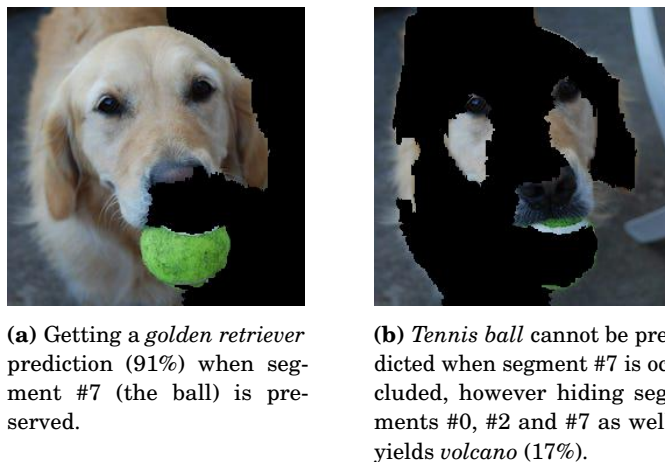 (a) Getting a golden retriever
prediction (91%) when seg-
ment #7 (the ball) is pre-
served.
(b) Tennis ball cannot be pre
dicted when segment #7 is oc
cluded, however hiding seg
ments #0, #2 and #7 as well
yields volcano (17%).